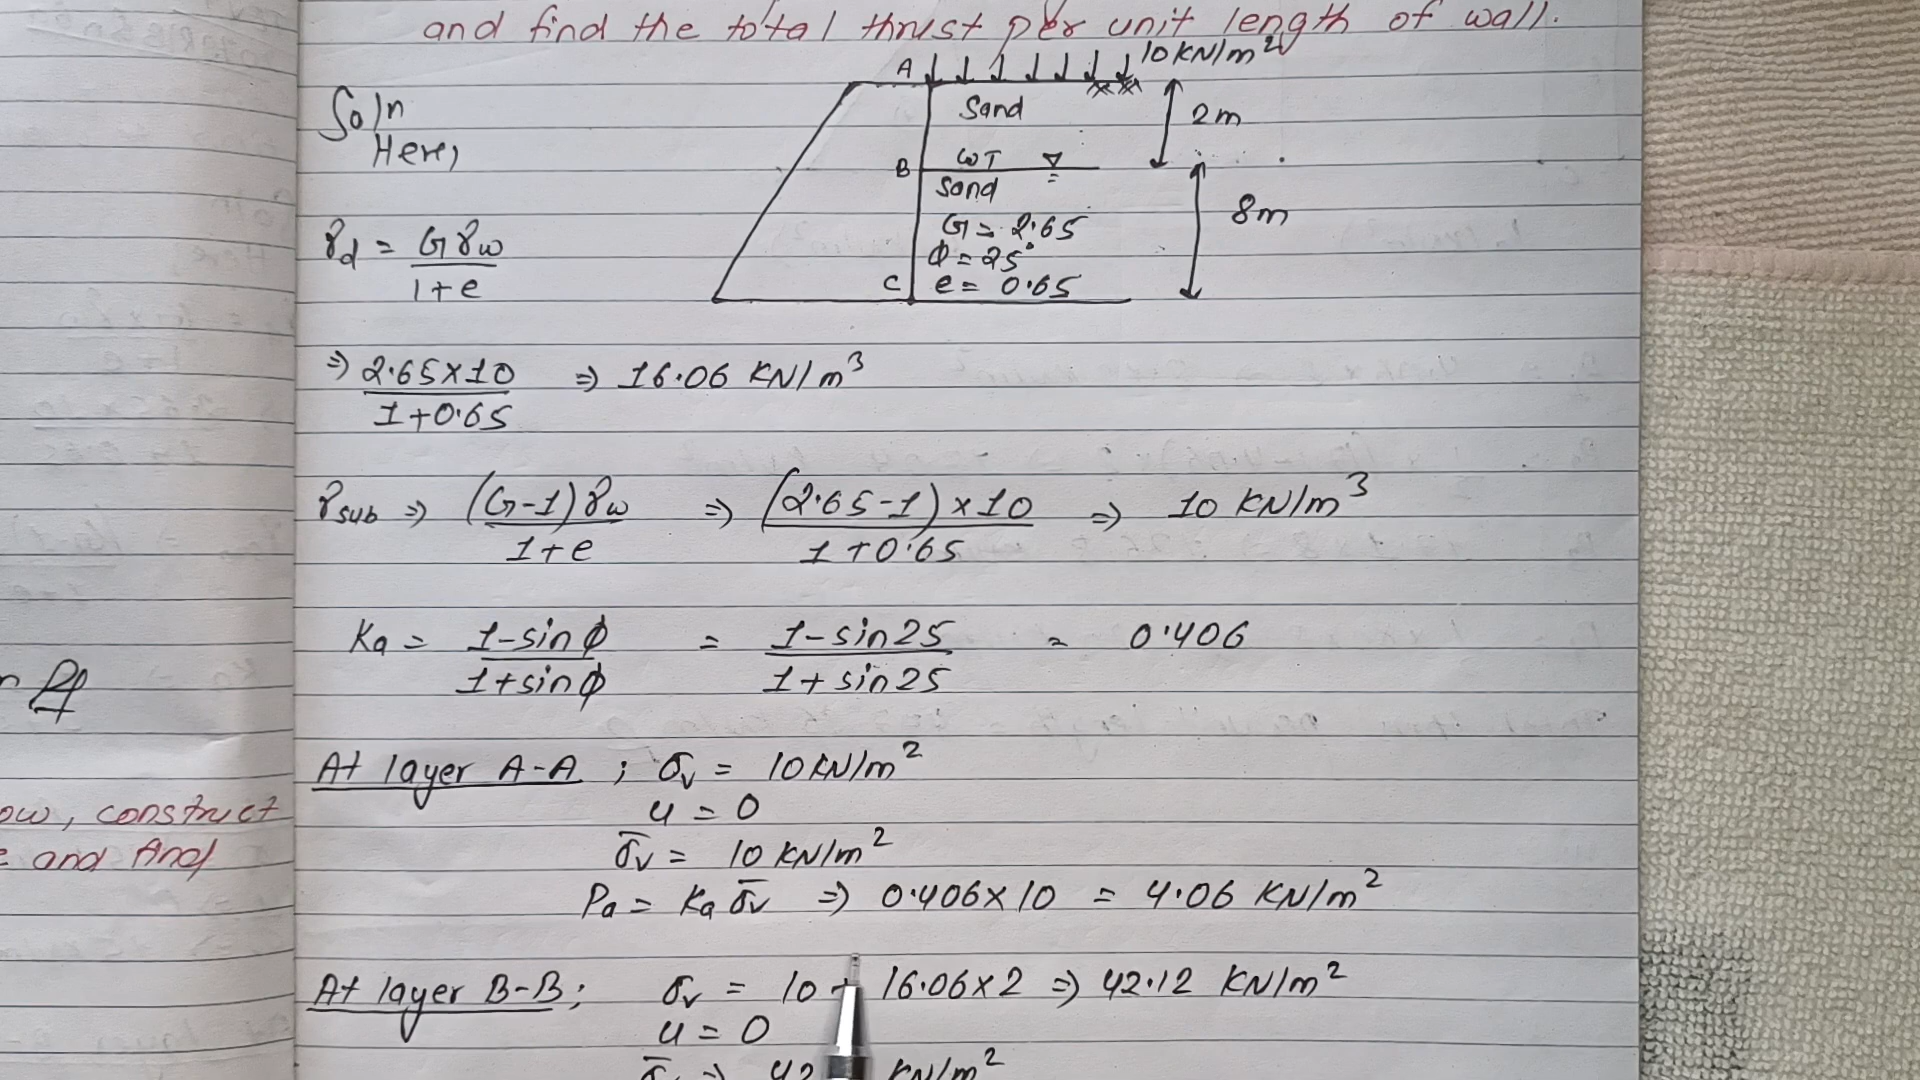 and find the total thrust per unit length of wall.
A
10 KN/m²
Sand
2m
Soln
Here,
B
WT
Sand
G = 2.65
8m
ϕ = 25°
C
e = 0.65
γd = Gγw / 1+e
⇒ 2.65×10 / 1+0.65 ⇒ 16.06 KN/m³
γsub ⇒ (G-1)γw / 1+e ⇒ (2.65-1)×10 / 1+0.65 ⇒ 10 KN/m³
Ka = 1-sinϕ / 1+sinϕ = 1-sin25 / 1+sin25 = 0.406
At layer A-A ; σv = 10KN/m²
u = 0
σ̄v = 10 KN/m²
Pa = Ka σ̄v ⇒ 0.406×10 = 4.06 KN/m²
At layer B-B; σv = 10 + 16.06×2 ⇒ 42.12 KN/m²
u = 0
KN/m²
ow, construct
and find